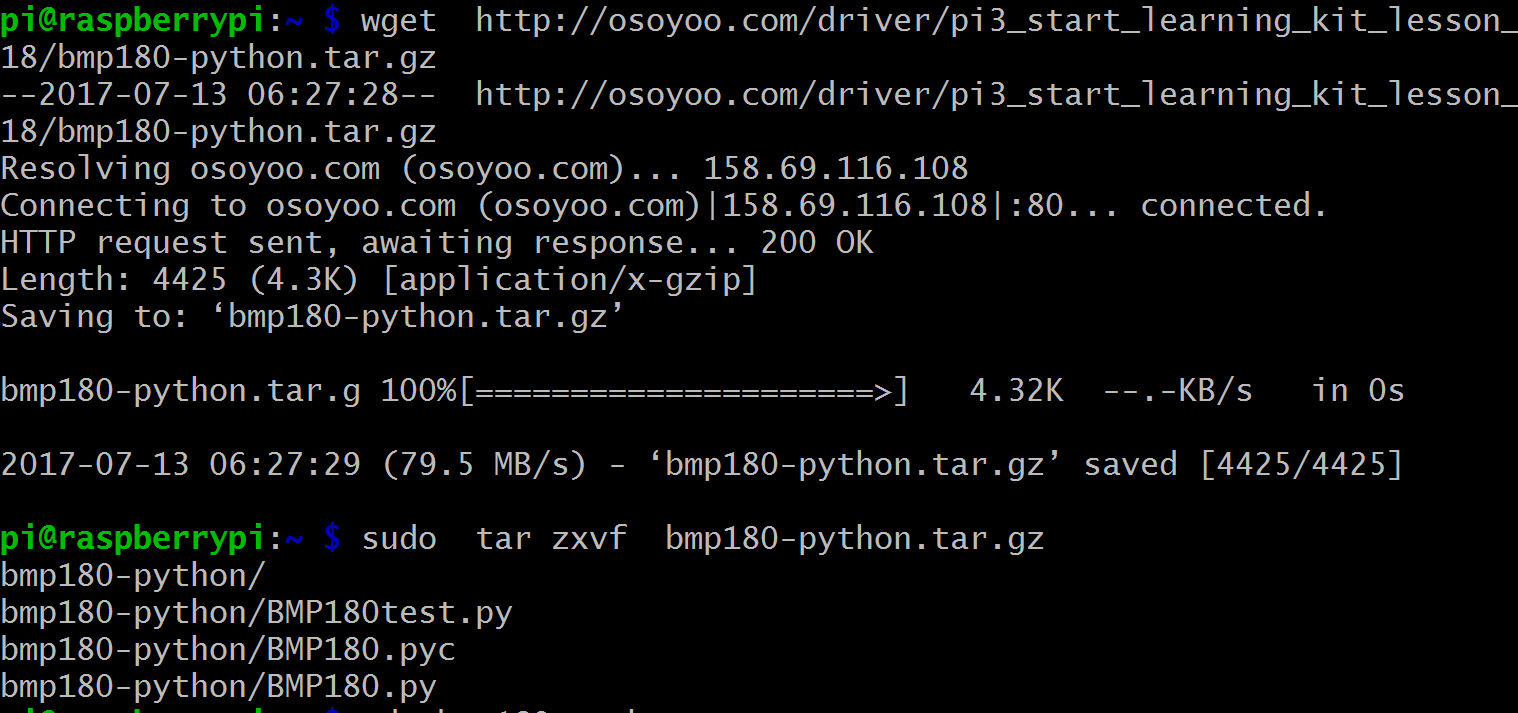 pi@raspberrypi:~ $ wget  http://osoyoo.com/driver/pi3_start_learning_kit_lesson_
18/bmp180-python.tar.gz
--2017-07-13 06:27:28--  http://osoyoo.com/driver/pi3_start_learning_kit_lesson_
18/bmp180-python.tar.gz
Resolving osoyoo.com (osoyoo.com)... 158.69.116.108
Connecting to osoyoo.com (osoyoo.com)|158.69.116.108|:80... connected.
HTTP request sent, awaiting response... 200 OK
Length: 4425 (4.3K) [application/x-gzip]
Saving to: ‘bmp180-python.tar.gz’
bmp180-python.tar.g 100%[=====================>]   4.32K  --.-KB/s   in 0s
2017-07-13 06:27:29 (79.5 MB/s) - ‘bmp180-python.tar.gz’ saved [4425/4425]
pi@raspberrypi:~ $ sudo  tar zxvf  bmp180-python.tar.gz
bmp180-python/
bmp180-python/BMP180test.py
bmp180-python/BMP180.pyc
bmp180-python/BMP180.py